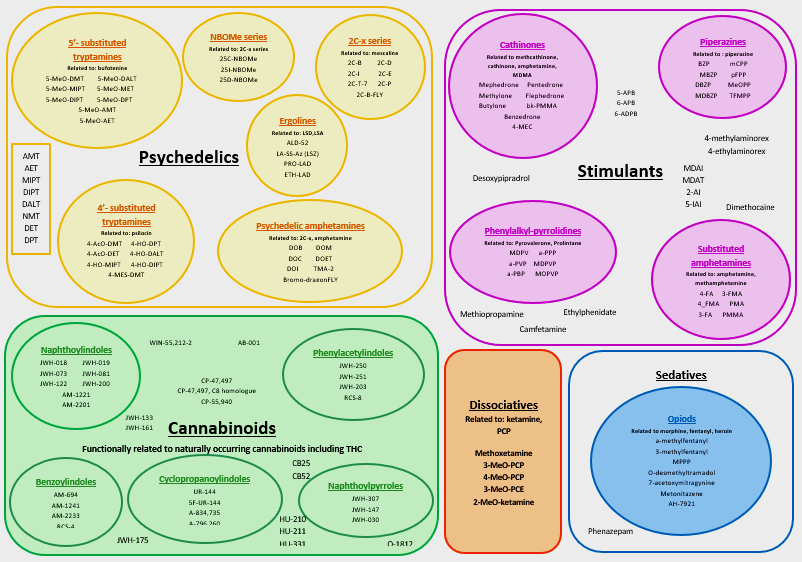 Psychedelics
5’- substituted
tryptamines
Related to: bufotenine
5-MeO-DMT 5-MeO-DALT
5-MeO-MIPT 5-MeO-MET
5-MeO-DIPT 5-MeO-DPT
5-MeO-AMT
5-MeO-AET
NBOMe series
Related to: 2C-x series
25C-NBOMe
25I-NBOMe
25D-NBOMe
2C-x series
Related to: mescaline
2C-B 2C-D
2C-I 2C-E
2C-T-7 2C-P
2C-B-FLY
Ergolines
Related to: LSD,LSA
ALD-52
LA-SS-Az (LSZ)
PRO-LAD
ETH-LAD
AMT
AET
MIPT
DIPT
DALT
NMT
DET
DPT
4’- substituted
tryptamines
Related to: psilocin
4-AcO-DMT 4-HO-DPT
4-AcO-DET 4-HO-DALT
4-HO-MIPT 4-HO-DIPT
4-MES-DMT
Psychedelic amphetamines
Related to: 2C-x, amphetamine
DOB DOM
DOC DOET
DOI TMA-2
Bromo-dragonFLY
Stimulants
Cathinones
Related to methcathinone,
cathinone, amphetamine,
MDMA
Mephedrone Pentedrone
Methylone Flephedrone
Butylone bk-PMMA
Benzedrone
4-MEC
5-APB
6-APB
6-ADPB
Piperazines
Related to : piperazine
BZP mCPP
MBZP pFPP
DBZP MeOPP
MDBZP TFMPP
4-methylaminorex
4-ethylaminorex
Desoxypipradrol
MDAI
MDAT
2-AI
5-IAI
Dimethocaine
Phenylalkyl-pyrrolidines
Related to: Pyrovalerone, Prolintane
MDPV a-PPP
a-PVP MDPVP
a-PBP MOPVP
Substituted
amphetamines
Related to: amphetamine,
methamphetamine
4-FA 3-FMA
4_FMA PMA
3-FA PMMA
Methiopropamine
Ethylphenidate
Camfetamine
Cannabinoids
Functionally related to naturally occurring cannabinoids including THC
Naphthoylindoles
JWH-018 JWH-019
JWH-073 JWH-081
JWH-122 JWH-200
AM-1221
AM-2201
WIN-55,212-2 AB-001
CP-47,497
CP-47,497, C8 homologue
CP-55,940
JWH-133
JWH-161
Phenylacetylindoles
JWH-250
JWH-251
JWH-203
RCS-8
Benzoylindoles
AM-694
AM-1241
AM-2233
RCS-4
Cyclopropanoylindoles
UR-144
5F-UR-144
A-834,735
A-796,260
CB25
CB52
Naphthoylpyrroles
JWH-307
JWH-147
JWH-030
JWH-175
HU-210
HU-211
HU-331
O-1812
Dissociatives
Related to: ketamine,
PCP
Methoxetamine
3-MeO-PCP
4-MeO-PCP
3-MeO-PCE
2-MeO-ketamine
Sedatives
Opiods
Related to morphine, fentanyl, heroin
a-methylfentanyl
3-methylfentanyl
MPPP
O-desmethyltramadol
7-acetoxymitragynine
Metonitazene
AH-7921
Phenazepam